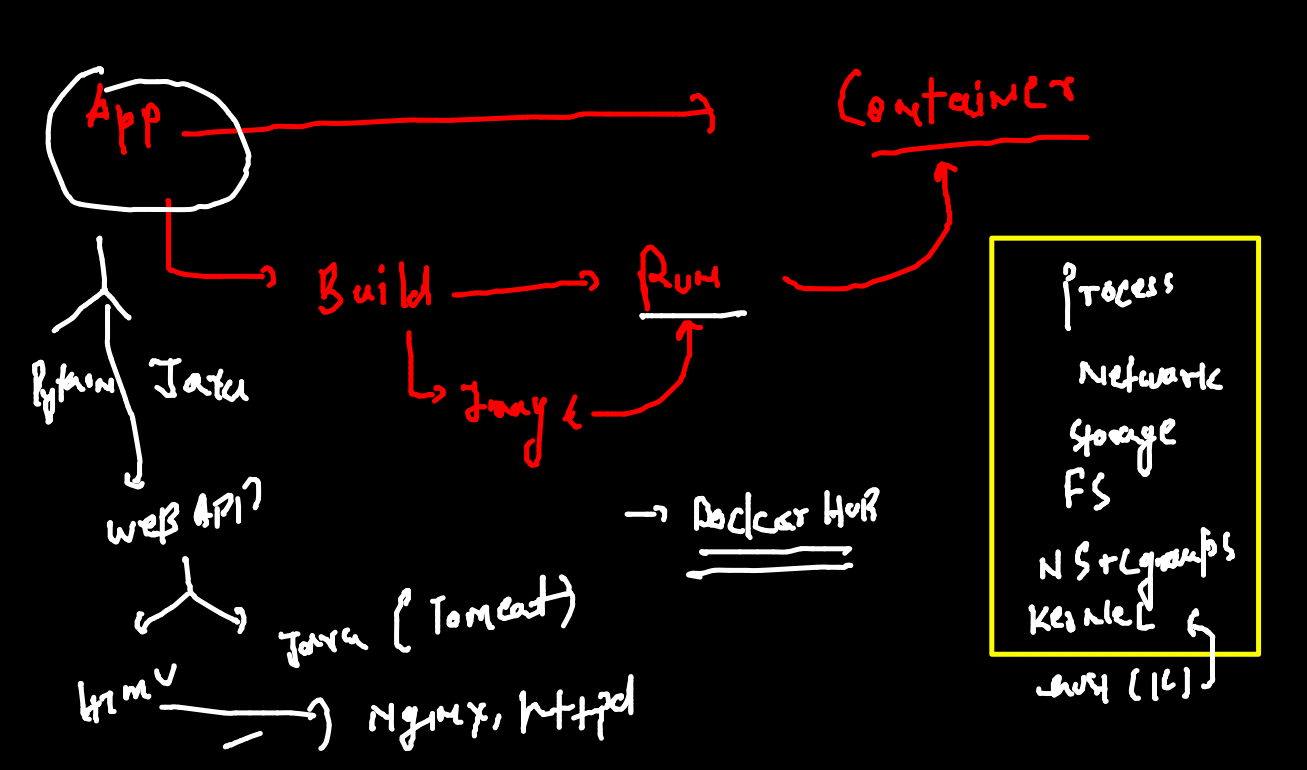 App
Container
Build
Run
Process
Python
Java
Image
Network
Storage
FS
WEB API
Docker HUB
NS+Cgroups
Kernel
Java (Tomcat)
HTML
Nginx, httpd